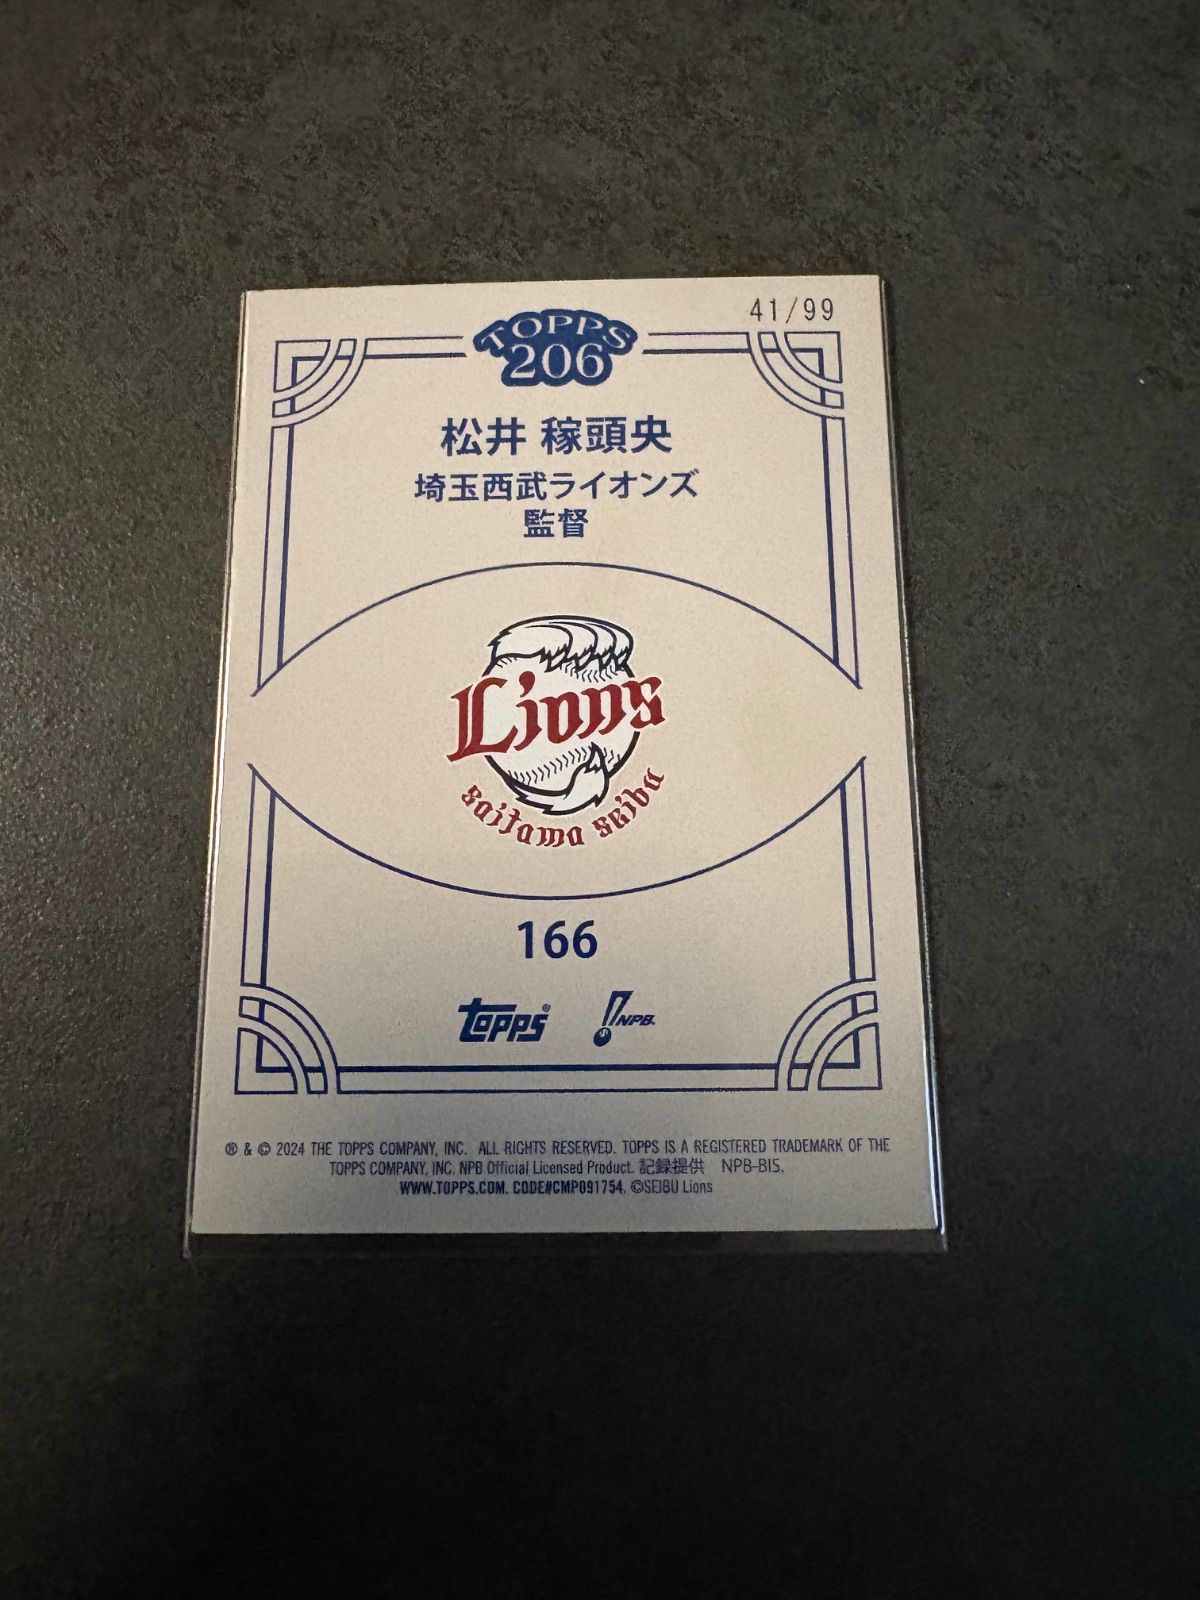 41/99
TOPPS
206
松井 稼頭央
埼玉西武ライオンズ
監督
Lions
saitama seibu
166
topps®
NPB
® & © 2024 THE TOPPS COMPANY, INC. ALL RIGHTS RESERVED. TOPPS IS A REGISTERED TRADEMARK OF THE
TOPPS COMPANY, INC. NPB Official Licensed Product. 記録提供 NPB-BIS.
WWW.TOPPS.COM. CODE#CMP091754. ©SEIBU Lions